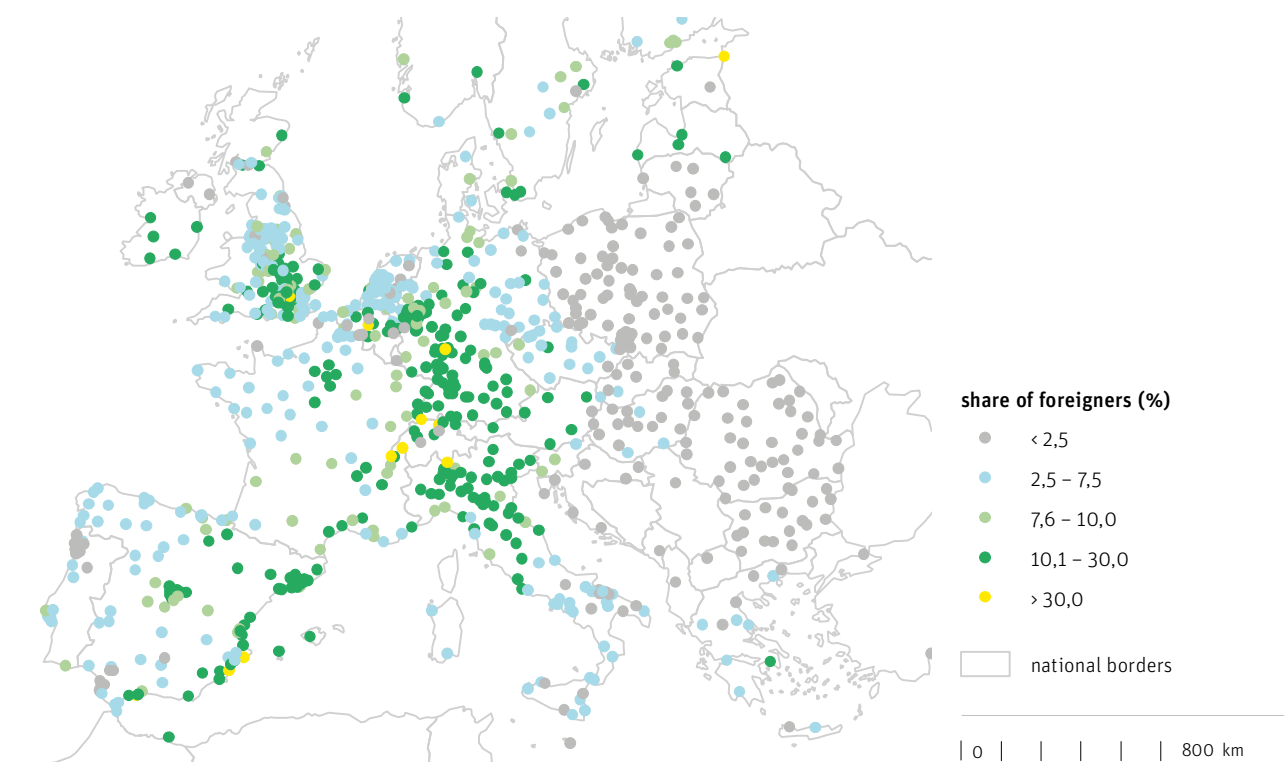 share of foreigners (%)
< 2,5
2,5 – 7,5
7,6 – 10,0
10,1 – 30,0
> 30,0
national borders
0 800 km